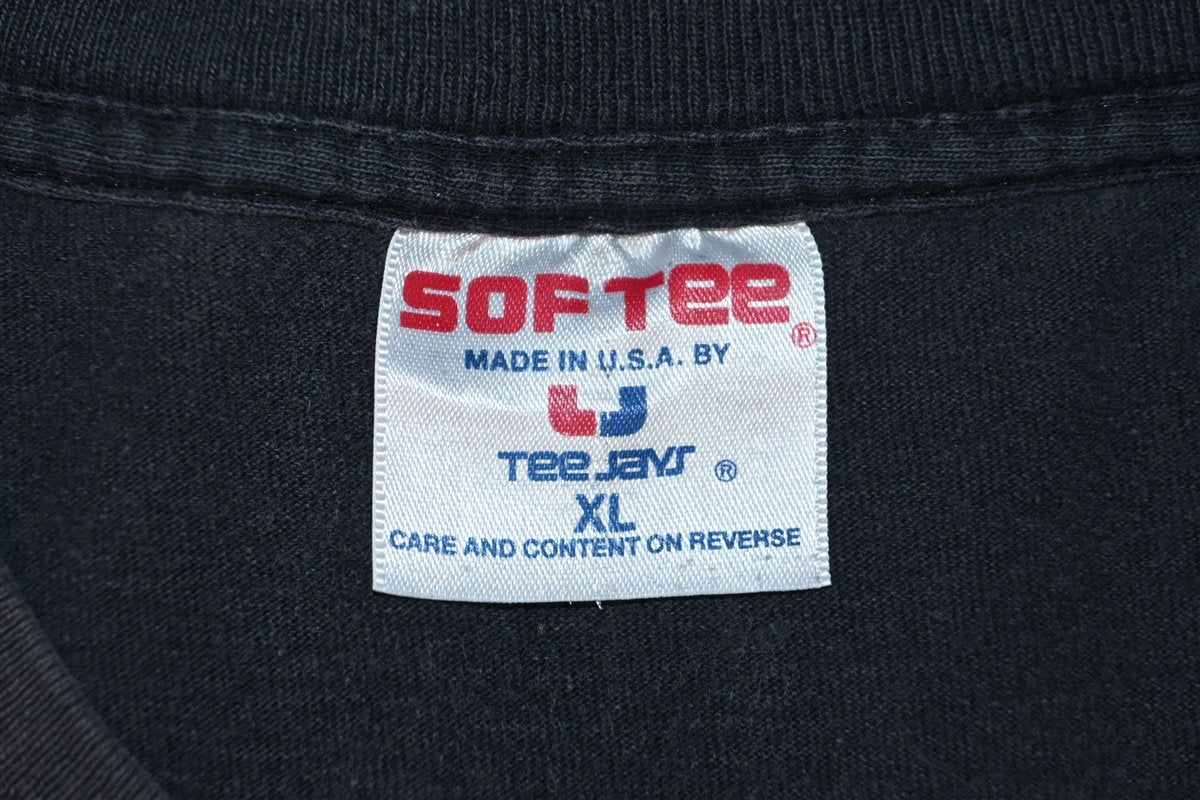 SOFTEE®
MADE IN U.S.A. BY
TEE JAYS ®
XL
CARE AND CONTENT ON REVERSE